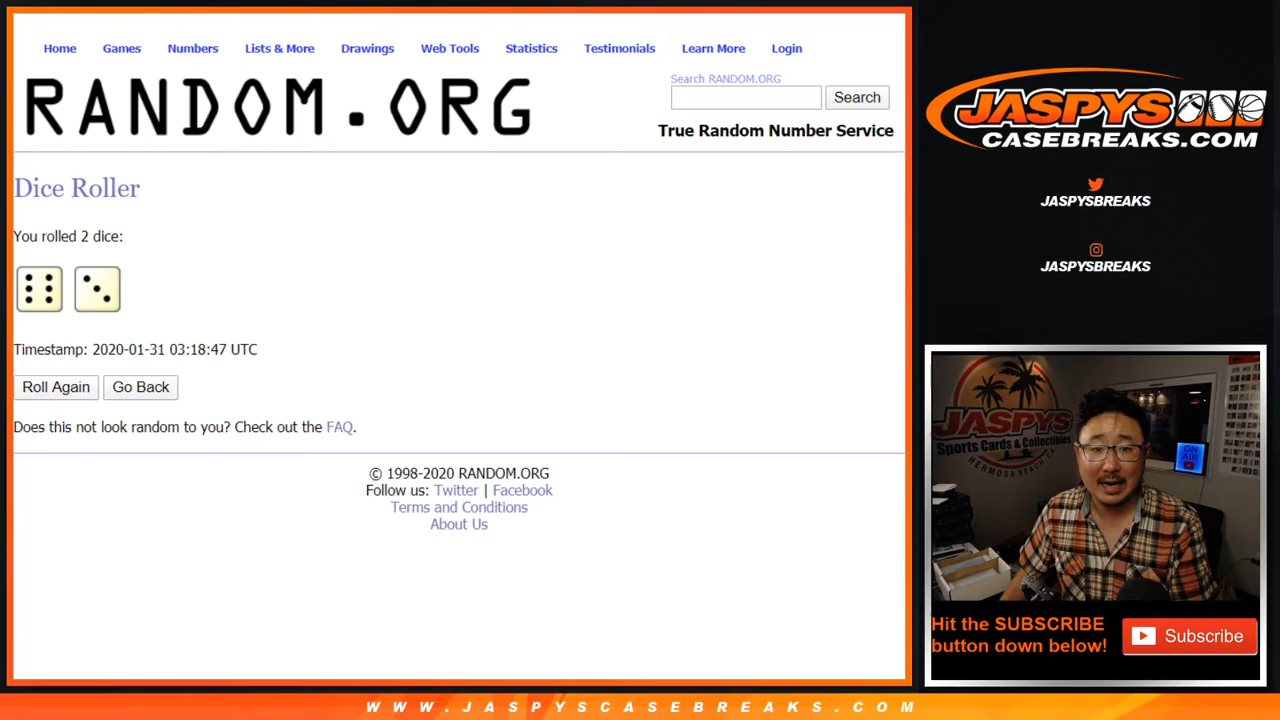 Home Games Numbers Lists & More Drawings Web Tools Statistics Testimonials Learn More Login
RANDOM.ORG
Search RANDOM.ORG
Search
True Random Number Service
Dice Roller
You rolled 2 dice:
Timestamp: 2020-01-31 03:18:47 UTC
Roll Again Go Back
Does this not look random to you? Check out the FAQ.
© 1998-2020 RANDOM.ORG
Follow us: Twitter | Facebook
Terms and Conditions
About Us
JASPYS
CASEBREAKS.COM
JASPYSBREAKS
JASPYSBREAKS
JASPYS
Sports Cards & Collectibles
HERMOSA BEACH, CA
ON
AIR
Hit the SUBSCRIBE
button down below!
Subscribe
WWW.JASPYSCASEBREAKS.COM